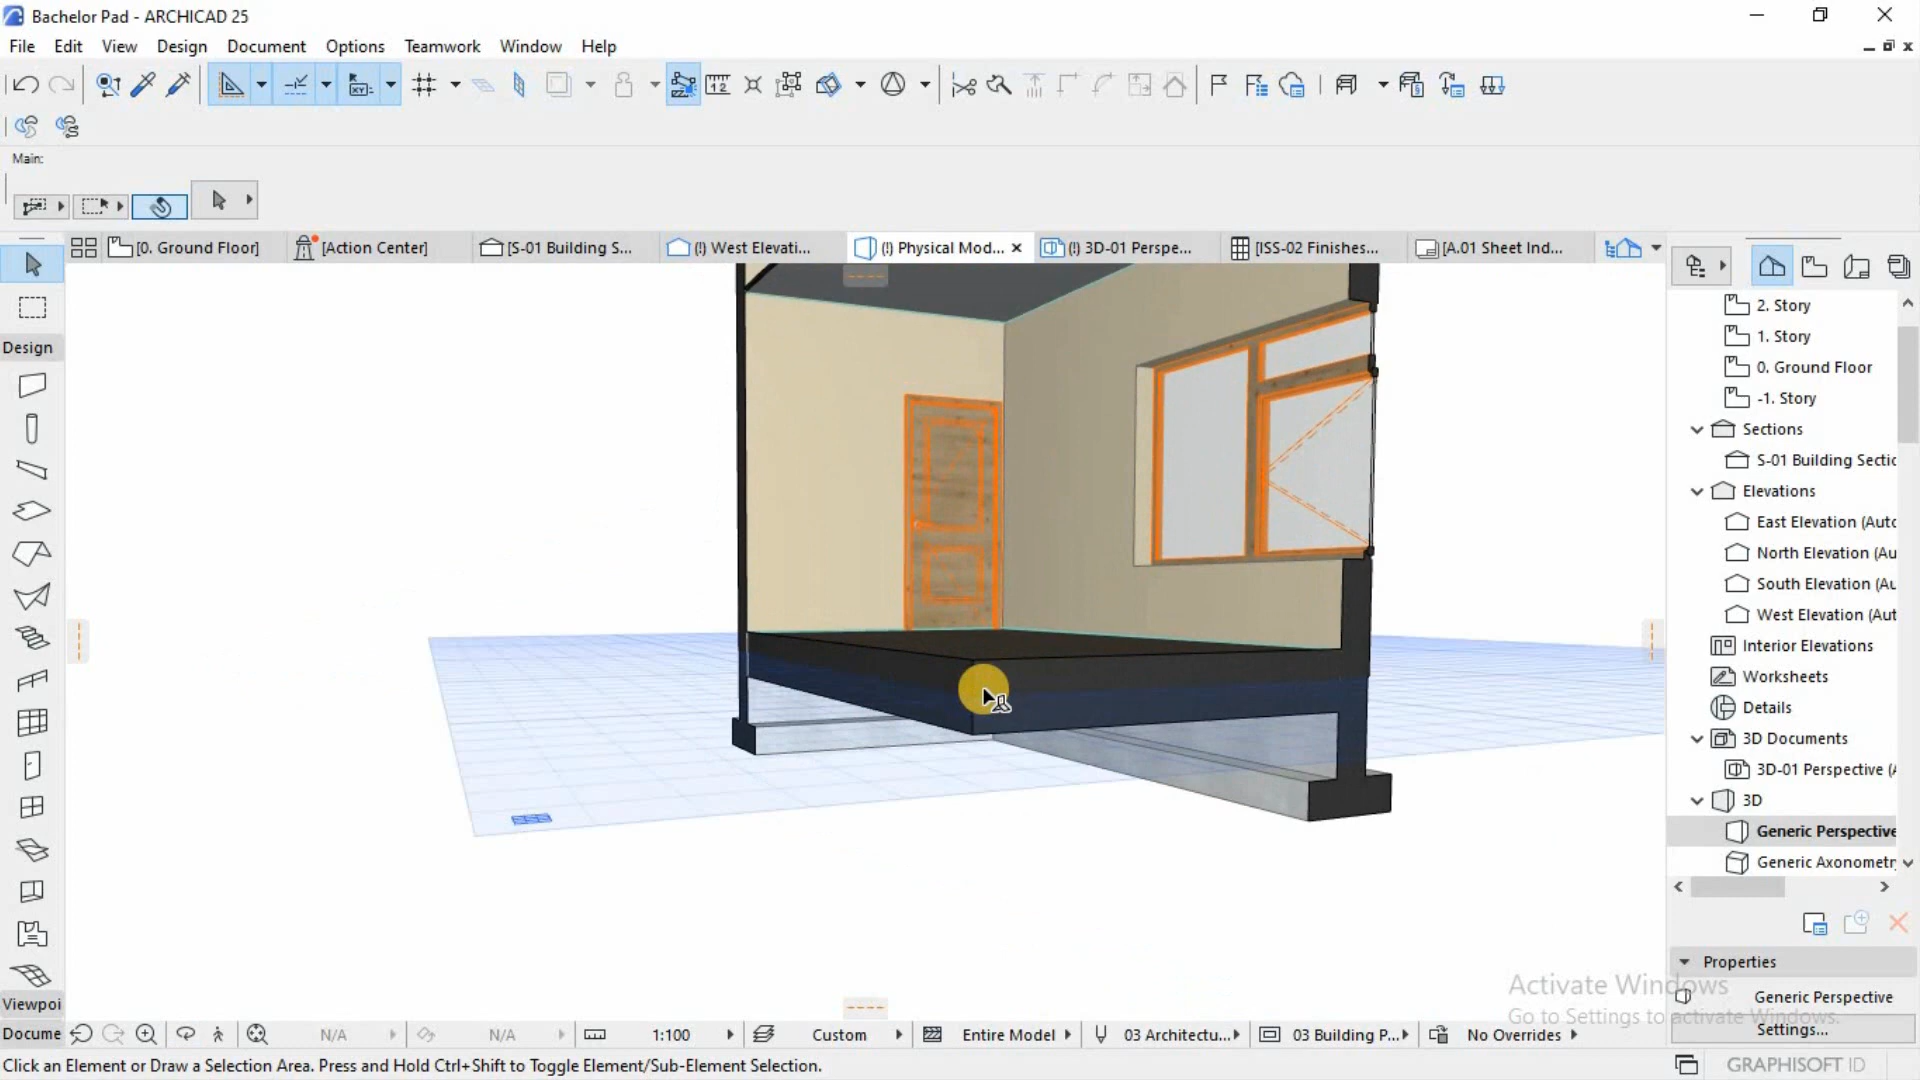 Bachelor Pad - ARCHICAD 25
File Edit View Design Document Options Teamwork Window Help
Main:
[0. Ground Floor] [Action Center] [S-01 Building S... (!) West Elevati... (!) Physical Mod... (!) 3D-01 Perspe... [ISS-02 Finishes... [A.01 Sheet Ind...
Design
2. Story
1. Story
0. Ground Floor
-1. Story
Sections
S-01 Building Sectic
Elevations
East Elevation (Autc
North Elevation (Au
South Elevation (Au
West Elevation (Aut
Interior Elevations
Worksheets
Details
3D Documents
3D-01 Perspective (A
3D
Generic Perspective
Generic Axonometr
Properties
Generic Perspective
Settings...
Activate Windows
Go to Settings to activate Windows.
Viewpoi
Docume N/A N/A 1:100 Custom Entire Model 03 Architectu... 03 Building P... No Overrides
Click an Element or Draw a Selection Area. Press and Hold Ctrl+Shift to Toggle Element/Sub-Element Selection.
GRAPHISOFT ID